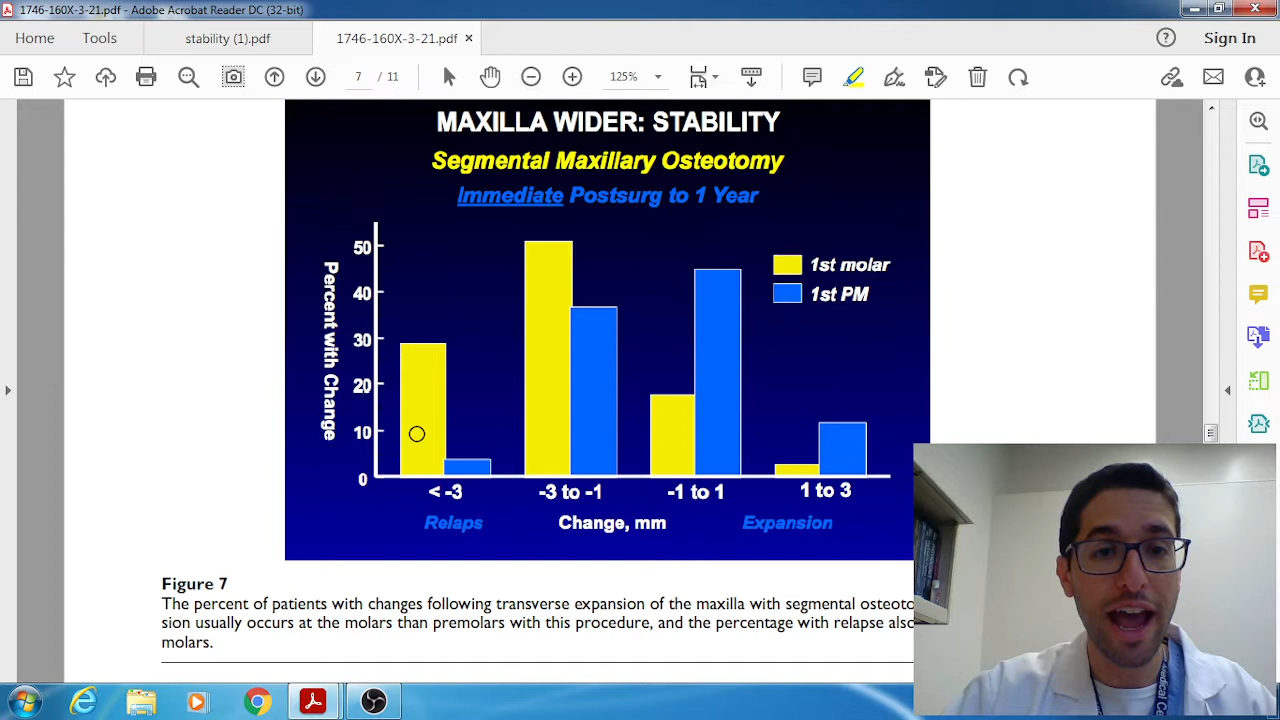 1746-160X-3-21.pdf - Adobe Acrobat Reader DC (32-bit)
Home Tools stability (1).pdf 1746-160X-3-21.pdf × Sign In
7 / 11 125%
MAXILLA WIDER: STABILITY
Segmental Maxillary Osteotomy
Immediate Postsurg to 1 Year
Percent with Change
50
40
30
20
10
0
1st molar
1st PM
< -3 -3 to -1 -1 to 1 1 to 3
Relaps Change, mm Expansion
Figure 7
The percent of patients with changes following transverse expansion of the maxilla with segmental osteoto
sion usually occurs at the molars than premolars with this procedure, and the percentage with relapse also
molars.